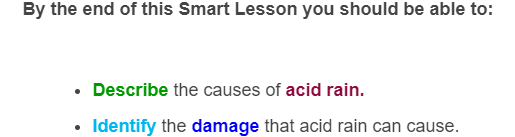 By the end of this Smart Lesson you should be able to:
• Describe the causes of acid rain.
• Identify the damage that acid rain can cause.